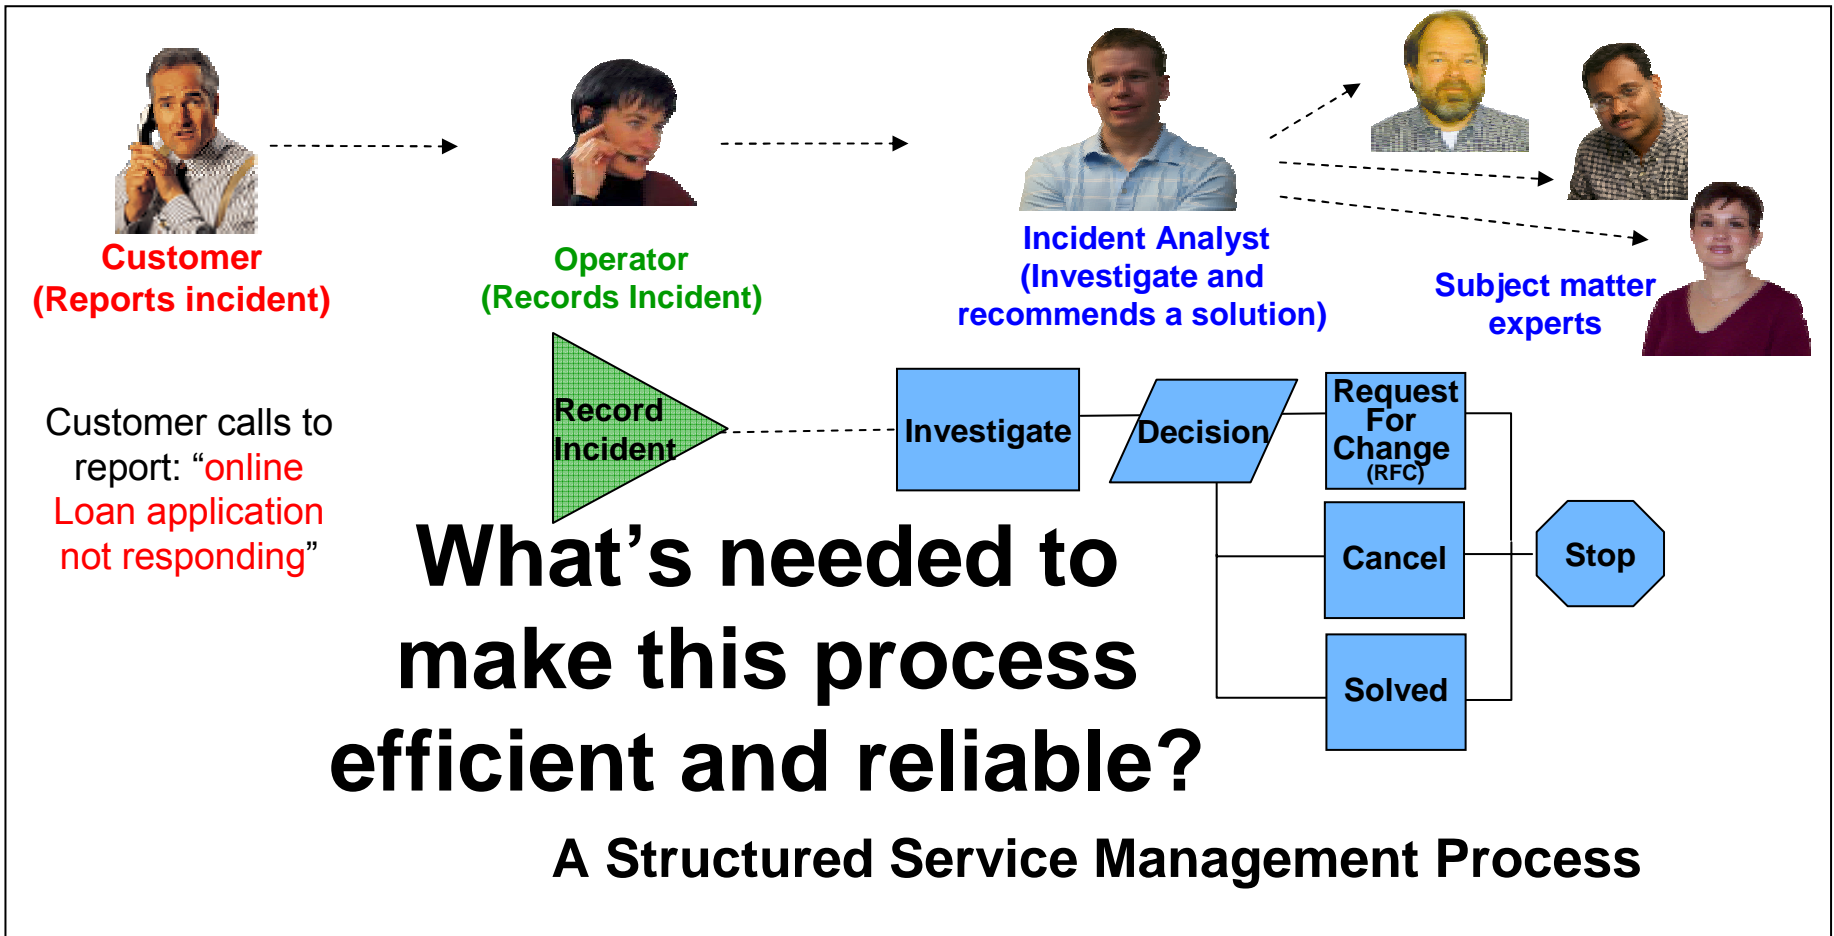 Customer
(Reports incident)
Operator
(Records Incident)
Incident Analyst
(Investigate and
recommends a solution)
Subject matter
experts
Customer calls to
report: “online
Loan application
not responding”
Record
Incident
Investigate
Decision
Request
For
Change
(RFC)
Cancel
Solved
Stop
What’s needed to
make this process
efficient and reliable?
A Structured Service Management Process